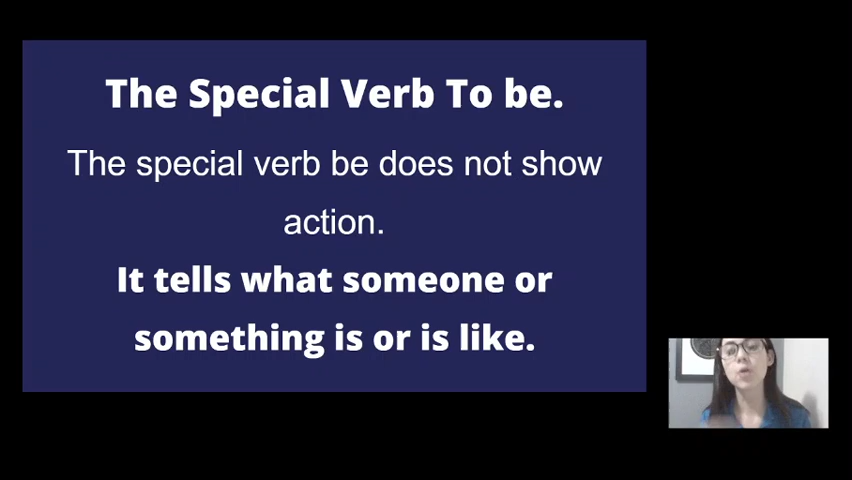 The Special Verb To be.
The special verb be does not show
action.
It tells what someone or
something is or is like.